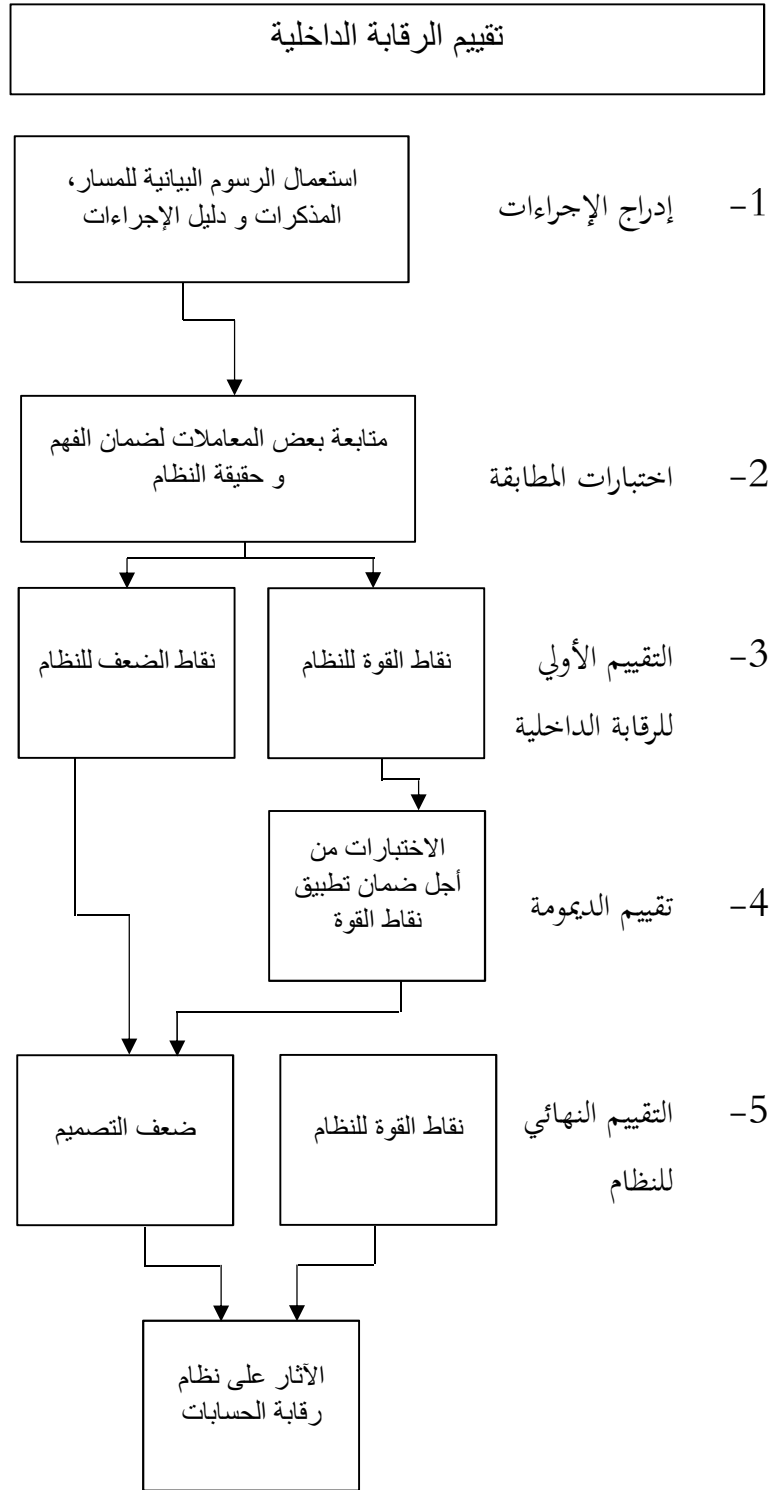 تقييم الرقابة الداخلية
1- إدراج الإجراءات
استعمال الرسوم البيانية للمسار،
المذكرات و دليل الإجراءات
2- اختبارات المطابقة
متابعة بعض المعاملات لضمان الفهم
و حقيقة النظام
3- التقييم الأولي
للرقابة الداخلية
نقاط القوة للنظام
نقاط الضعف للنظام
4- تقييم الديمومة
الاختبارات من
أجل ضمان تطبيق
نقاط القوة
5- التقييم النهائي
للنظام
نقاط القوة للنظام
ضعف التصميم
الآثار على نظام
رقابة الحسابات